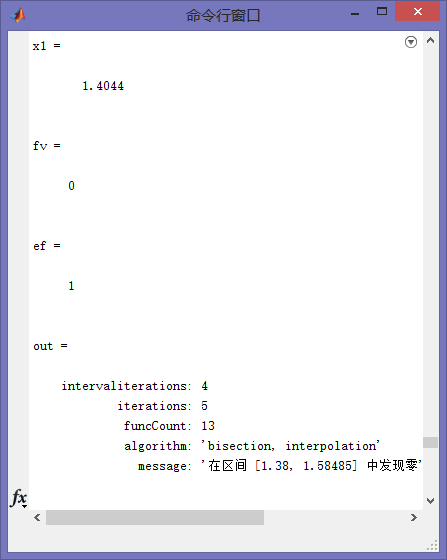 命令行窗口
x1 =
1.4044
fv =
0
ef =
1
out =
intervaliterations: 4
iterations: 5
funcCount: 13
algorithm: 'bisection, interpolation'
message: '在区间 [1.38, 1.58485] 中发现零'
fx